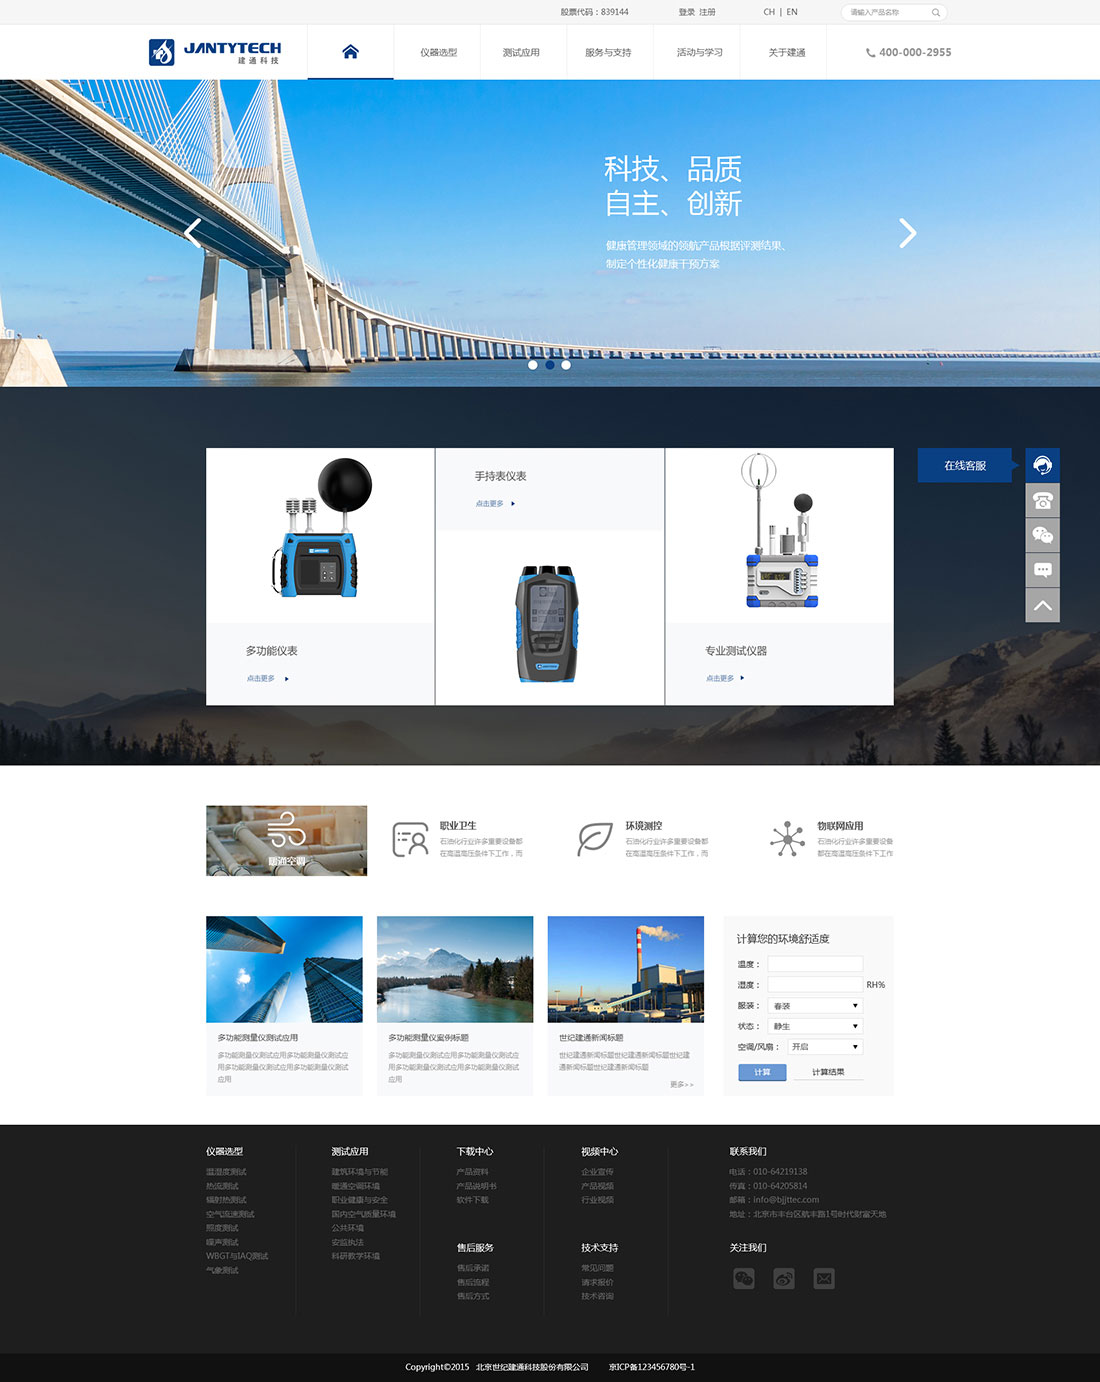 股票代码：839144
登录 注册
CH | EN
请输入产品名称
JANTYTECH
建通科技
仪器选型
测试应用
服务与支持
活动与学习
关于建通
400-000-2955
科技、品质
自主、创新
健康管理领域的领航产品根据评测结果、
制定个性化健康干预方案
在线客服
手持表仪表
点击更多
JANTYTECH
JANTYTECH
多功能仪表
点击更多
专业测试仪器
点击更多
暖通空调
职业卫生
石油化行业许多重要设备都
在高温高压条件下工作，而
环境测控
石油化行业许多重要设备都
在高温高压条件下工作，而
物联网应用
石油化行业许多重要设备
都在高温高压条件下工作
多功能测量仪测试应用
多功能测量仪测试应用多功能测量仪测试应
用多功能测量仪测试应用多功能测量仪测试
应用
多功能测量仪案例标题
多功能测量仪测试应用多功能测量仪测试应
用多功能测量仪测试应用多功能测量仪测试
应用
世纪建通新闻标题
世纪建通新闻标题世纪建通新闻标题世纪建
通新闻标题世纪建通新闻标题
更多>>
计算您的环境舒适度
温度：
湿度：
RH%
服装：
春装
状态：
静生
空调/风扇：
开启
计算
计算结果
仪器选型
温湿度测试
热流测试
辐射热测试
空气流速测试
照度测试
噪声测试
WBGT与IAQ测试
气象测试
测试应用
建筑环境与节能
暖通空调环境
职业健康与安全
国内空气质量环境
公共环境
安监执法
科研教学环境
下载中心
产品资料
产品说明书
软件下载
售后服务
售后承诺
售后流程
售后方式
视频中心
企业宣传
产品视频
行业视频
技术支持
常见问题
请求报价
技术咨询
联系我们
电话：010-64219138
传真：010-64205814
邮箱：info@bjjttec.com
地址：北京市丰台区航丰路1号时代财富天地
关注我们
Copyright©2015 北京世纪建通科技股份有限公司 京ICP备123456780号-1